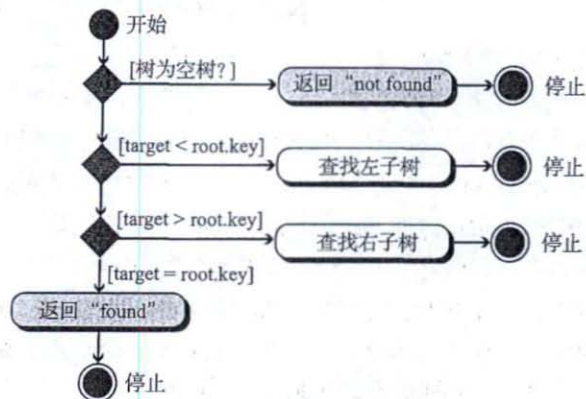 开始
[树为空树?]
返回 “not found”
停止
[target < root.key]
查找左子树
停止
[target > root.key]
查找右子树
停止
[target = root.key]
返回 “found”
停止